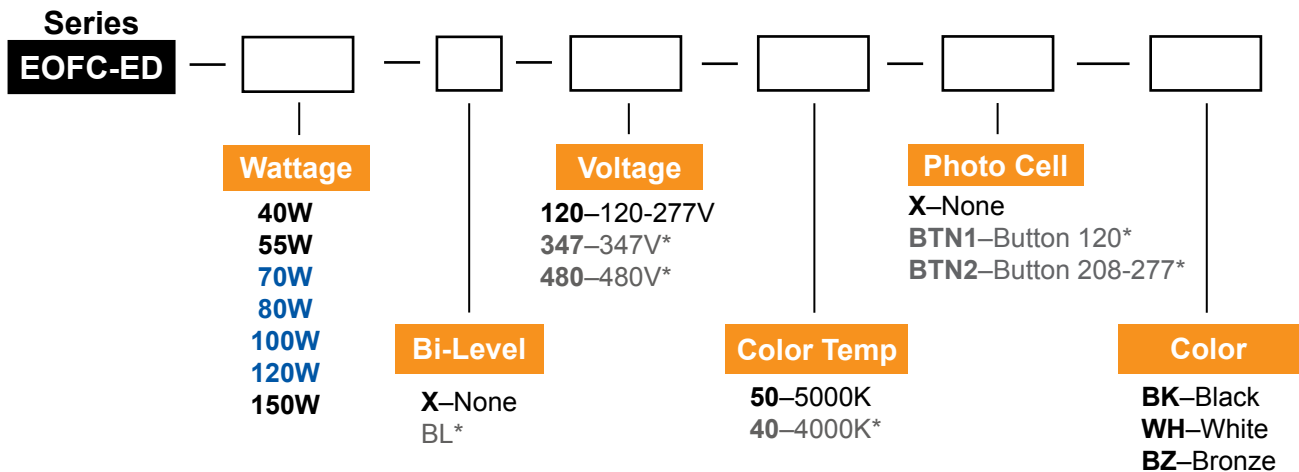 Series
EOFC-ED
Wattage
40W
55W
70W
80W
100W
120W
150W
Bi-Level
X–None
BL*
Voltage
120–120-277V
347–347V*
480–480V*
Color Temp
50–5000K
40–4000K*
Photo Cell
X–None
BTN1–Button 120*
BTN2–Button 208-277*
Color
BK–Black
WH–White
BZ–Bronze